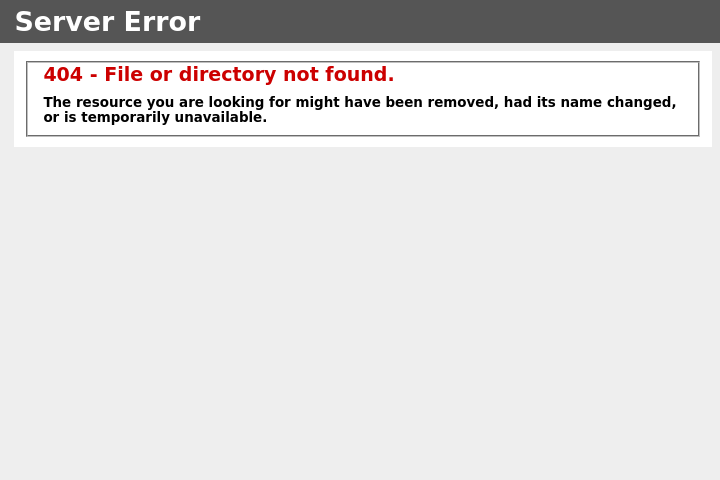 Server Error
404 - File or directory not found.
The resource you are looking for might have been removed, had its name changed,
or is temporarily unavailable.